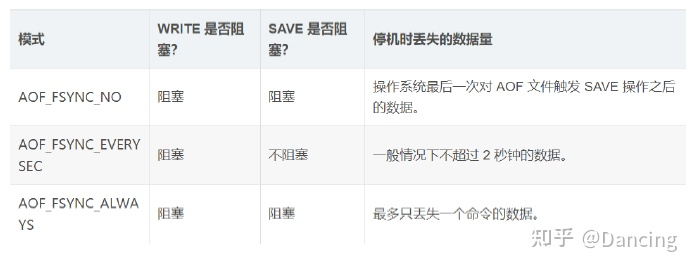 模式
WRITE 是否阻
塞?
SAVE 是否阻
塞?
停机时丢失的数据量
AOF_FSYNC_NO
阻塞
阻塞
操作系统最后一次对 AOF 文件触发 SAVE 操作之后
的数据。
AOF_FSYNC_EVERY
SEC
阻塞
不阻塞
一般情况下不超过 2 秒钟的数据。
AOF_FSYNC_ALWA
YS
阻塞
阻塞
最多只丢失一个命令的数据。
知乎 @Dancing